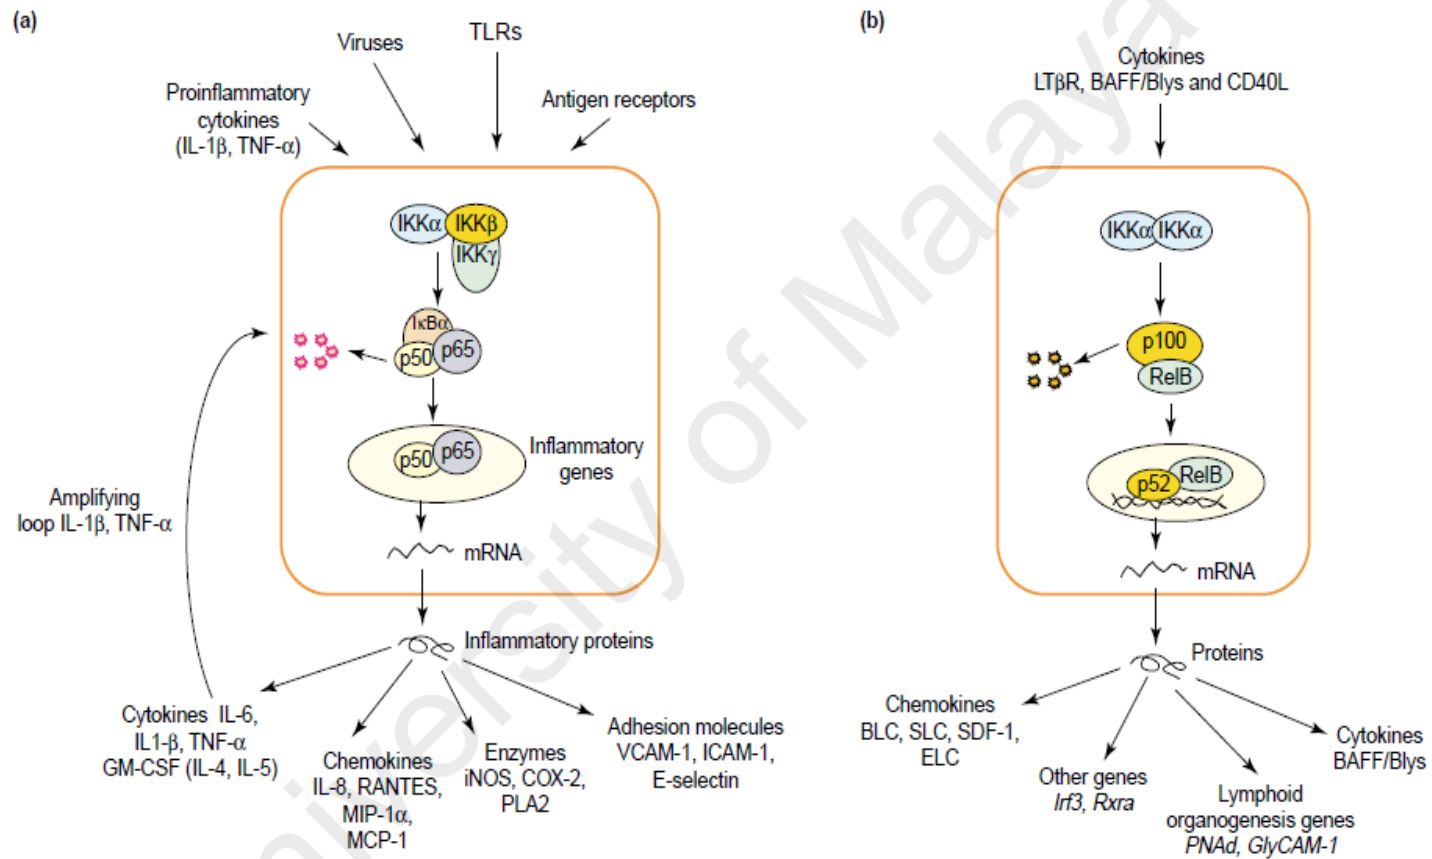 (a)
Viruses
TLRs
Proinflammatory
cytokines
(IL-1β, TNF-α)
Antigen receptors
IKKα
IKKβ
IKKγ
IκBα
p50
p65
p50
p65
Inflammatory
genes
Amplifying
loop IL-1β, TNF-α
mRNA
Inflammatory proteins
Cytokines IL-6,
IL1-β, TNF-α
GM-CSF (IL-4, IL-5)
Chemokines
IL-8, RANTES,
MIP-1α,
MCP-1
Enzymes
iNOS, COX-2,
PLA2
Adhesion molecules
VCAM-1, ICAM-1,
E-selectin
(b)
Cytokines
LTβR, BAFF/Blys and CD40L
IKKα
IKKα
p100
RelB
p52
RelB
mRNA
Proteins
Chemokines
BLC, SLC, SDF-1,
ELC
Other genes
Irf3, Rxra
Lymphoid
organogenesis genes
PNAd, GlyCAM-1
Cytokines
BAFF/Blys
University of Malaya